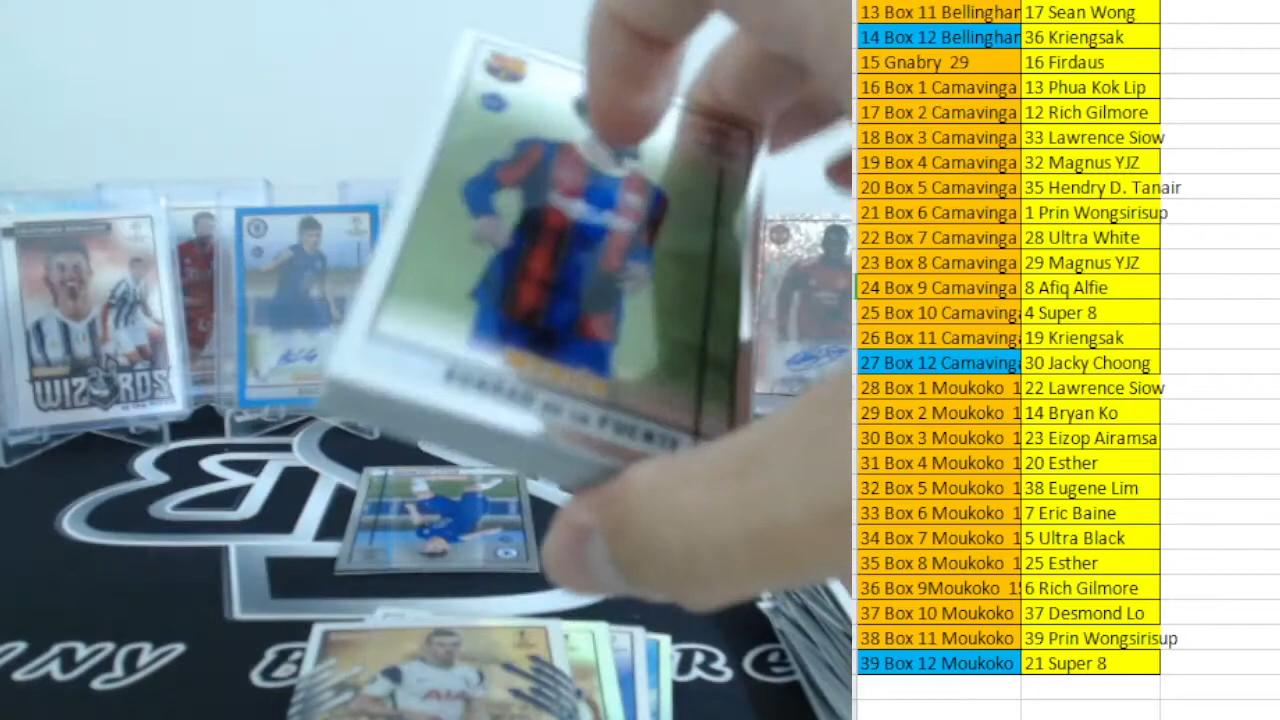 13 Box 11 Bellinghar 17 Sean Wong
14 Box 12 Bellinghar 36 Kriengsak
15 Gnabry 29 16 Firdaus
16 Box 1 Camavinga 13 Phua Kok Lip
17 Box 2 Camavinga 12 Rich Gilmore
18 Box 3 Camavinga 33 Lawrence Siow
19 Box 4 Camavinga 32 Magnus YJZ
20 Box 5 Camavinga 35 Hendry D. Tanair
21 Box 6 Camavinga 1 Prin Wongsirisup
22 Box 7 Camavinga 28 Ultra White
23 Box 8 Camavinga 29 Magnus YJZ
24 Box 9 Camavinga 8 Afiq Alfie
25 Box 10 Camavinga 4 Super 8
26 Box 11 Camavinga 19 Kriengsak
27 Box 12 Camavinga 30 Jacky Choong
28 Box 1 Moukoko 1 22 Lawrence Siow
29 Box 2 Moukoko 1 14 Bryan Ko
30 Box 3 Moukoko 1 23 Eizop Airamsa
31 Box 4 Moukoko 1 20 Esther
32 Box 5 Moukoko 1 38 Eugene Lim
33 Box 6 Moukoko 1 7 Eric Baine
34 Box 7 Moukoko 1 5 Ultra Black
35 Box 8 Moukoko 1 25 Esther
36 Box 9Moukoko 15 6 Rich Gilmore
37 Box 10 Moukoko 37 Desmond Lo
38 Box 11 Moukoko 39 Prin Wongsirisup
39 Box 12 Moukoko 21 Super 8
DE LA FUENTE
WIZARDS
AIA